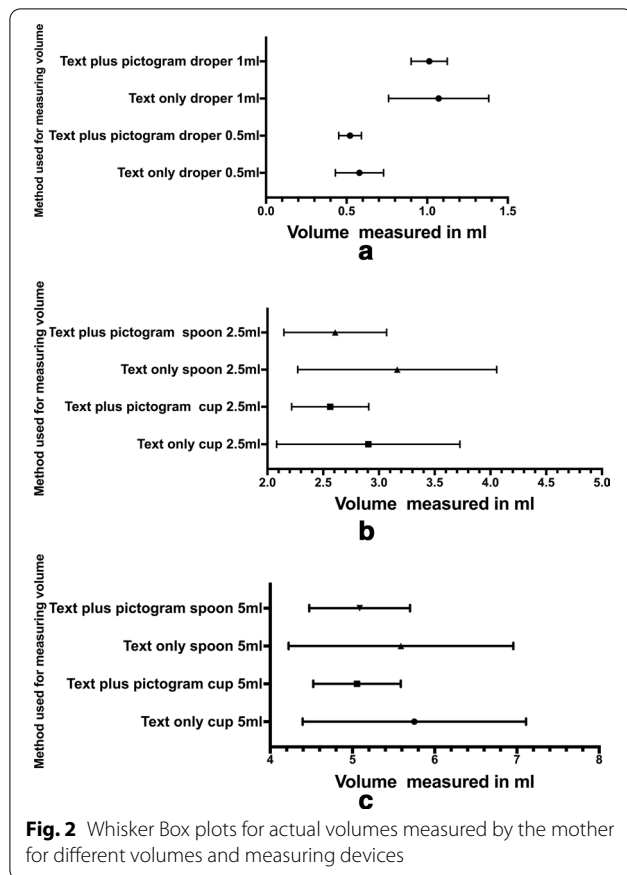 Method used for measuring volume
Text plus pictogram droper 1ml
Text only droper 1ml
Text plus pictogram droper 0.5ml
Text only droper 0.5ml
0.0 0.5 1.0 1.5
Volume measured in ml
a
Method used for measuring volume
Text plus pictogram spoon 2.5ml
Text only spoon 2.5ml
Text plus pictogram cup 2.5ml
Text only cup 2.5ml
2.0 2.5 3.0 3.5 4.0 4.5 5.0
Volume measured in ml
b
Method used for measuring volume
Text plus pictogram spoon 5ml
Text only spoon 5ml
Text plus pictogram cup 5ml
Text only cup 5ml
4 5 6 7 8
Volume measured in ml
c
Fig. 2 Whisker Box plots for actual volumes measured by the mother
for different volumes and measuring devices